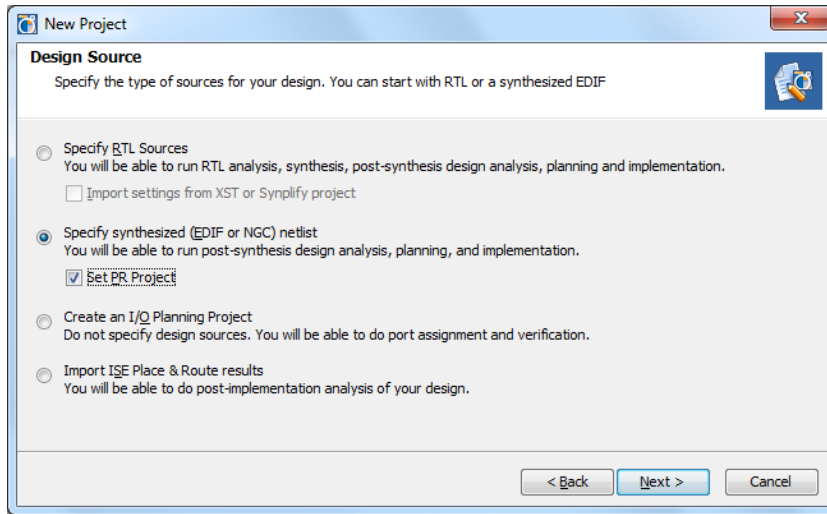 New Project
Design Source
Specify the type of sources for your design. You can start with RTL or a synthesized EDIF
Specify RTL Sources
You will be able to run RTL analysis, synthesis, post-synthesis design analysis, planning and implementation.
Import settings from XST or Synplify project
Specify synthesized (EDIF or NGC) netlist
You will be able to run post-synthesis design analysis, planning, and implementation.
Set PR Project
Create an I/O Planning Project
Do not specify design sources. You will be able to do port assignment and verification.
Import ISE Place & Route results
You will be able to do post-implementation analysis of your design.
< Back Next > Cancel